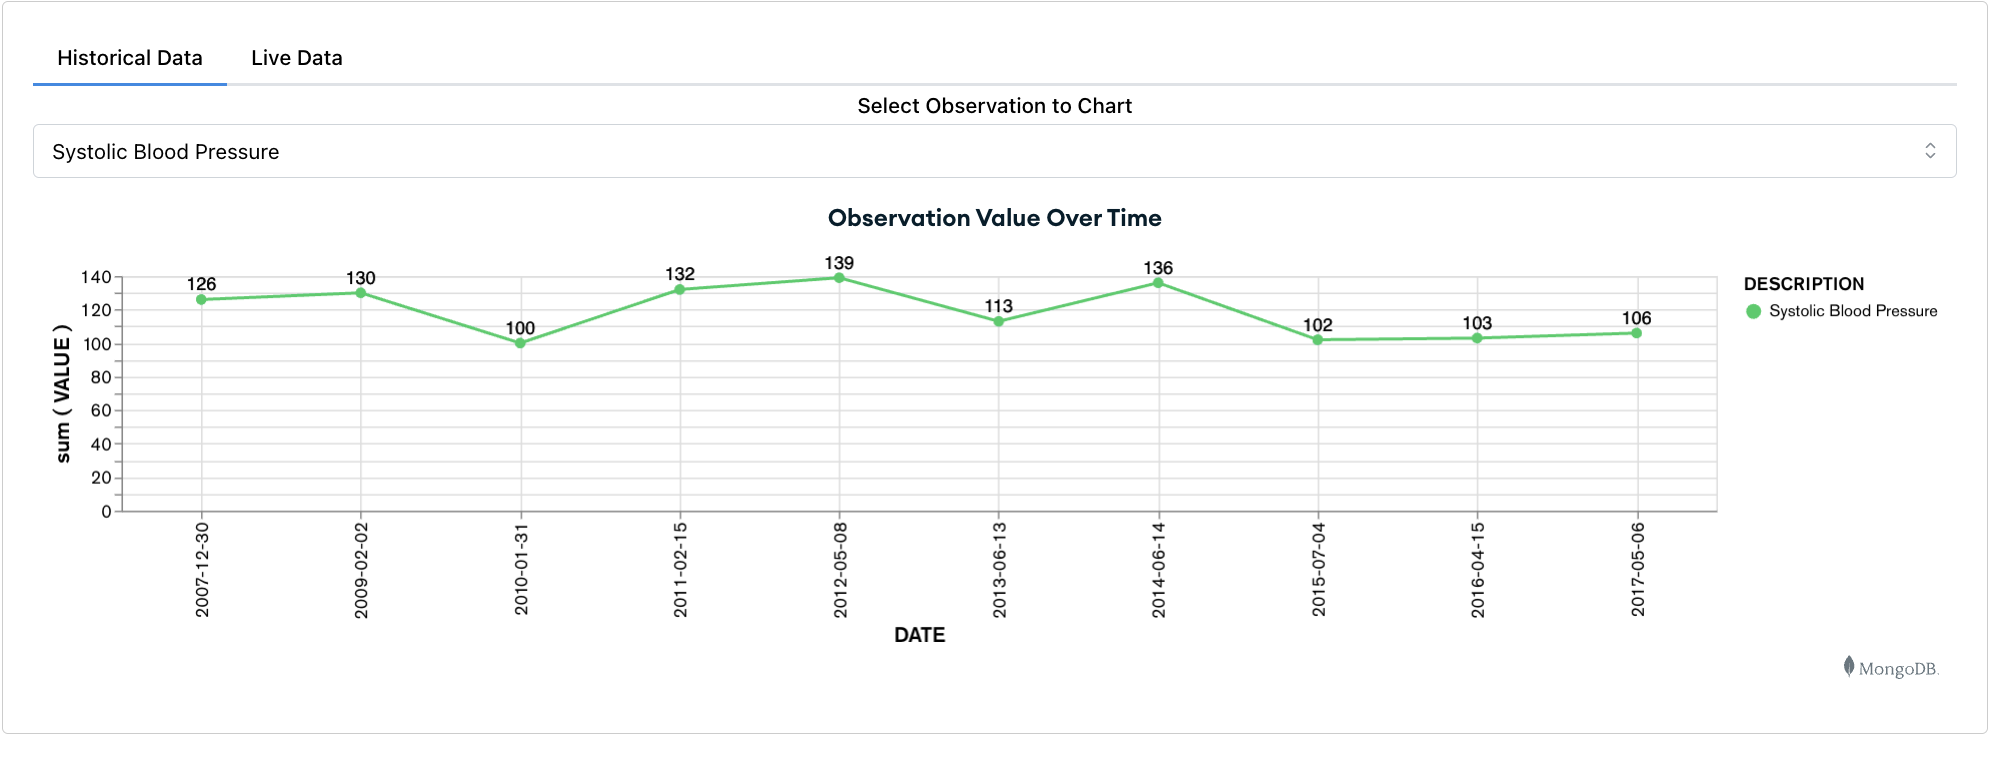 Historical Data Live Data
Select Observation to Chart
Systolic Blood Pressure
Observation Value Over Time
sum ( VALUE )
140
120
100
80
60
40
20
0
126 130 100 132 139 113 136 102 103 106
2007-12-30 2009-02-02 2010-01-31 2011-02-15 2012-05-08 2013-06-13 2014-06-14 2015-07-04 2016-04-15 2017-05-06
DATE
DESCRIPTION
Systolic Blood Pressure
MongoDB.